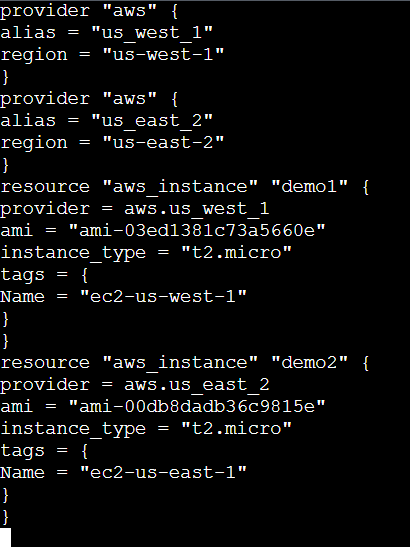 provider "aws" {
alias = "us_west_1"
region = "us-west-1"
}
provider "aws" {
alias = "us_east_2"
region = "us-east-2"
}
resource "aws_instance" "demo1" {
provider = aws.us_west_1
ami = "ami-03ed1381c73a5660e"
instance_type = "t2.micro"
tags = {
Name = "ec2-us-west-1"
}
}
resource "aws_instance" "demo2" {
provider = aws.us_east_2
ami = "ami-00db8dadb36c9815e"
instance_type = "t2.micro"
tags = {
Name = "ec2-us-east-1"
}
}